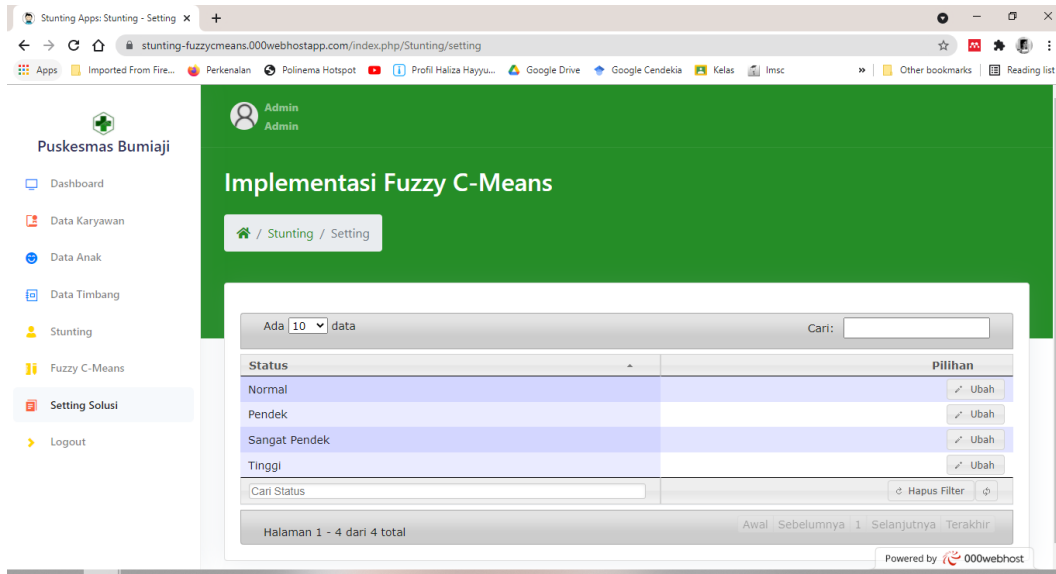 Stunting Apps: Stunting - Setting
stunting-fuzzycmeans.000webhostapp.com/index.php/Stunting/setting
Apps Imported From Fire... Perkenalan Polinema Hotspot Profil Haliza Hayyu... Google Drive Google Cendekia Kelas Imsc » Other bookmarks Reading list
Puskesmas Bumiaji
Dashboard
Data Karyawan
Data Anak
Data Timbang
Stunting
Fuzzy C-Means
Setting Solusi
Logout
Admin
Admin
Implementasi Fuzzy C-Means
/ Stunting / Setting
Ada 10 data Cari:
Status Pilihan
Normal Ubah
Pendek Ubah
Sangat Pendek Ubah
Tinggi Ubah
Cari Status Hapus Filter
Halaman 1 - 4 dari 4 total Awal Sebelumnya 1 Selanjutnya Terakhir
Powered by 000webhost